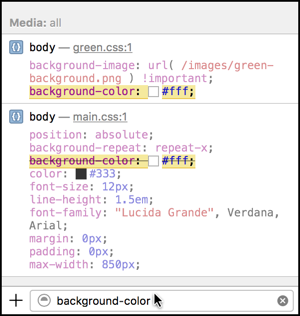 Media: all
{} body — green.css:1
background-image: url( /images/green-
background.png ) !important;
background-color: #fff;
{} body — main.css:1
position: absolute;
background-repeat: repeat-x;
background-color: #fff;
color: #333;
font-size: 12px;
line-height: 1.5em;
font-family: "Lucida Grande", Verdana,
Arial;
margin: 0px;
padding: 0px;
max-width: 850px;
background-color